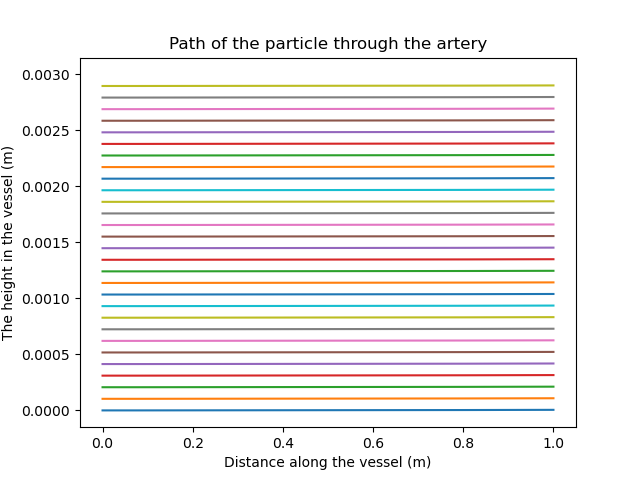 Path of the particle through the artery
0.0030
0.0025
0.0020
0.0015
0.0010
0.0005
0.0000
The height in the vessel (m)
0.0 0.2 0.4 0.6 0.8 1.0
Distance along the vessel (m)